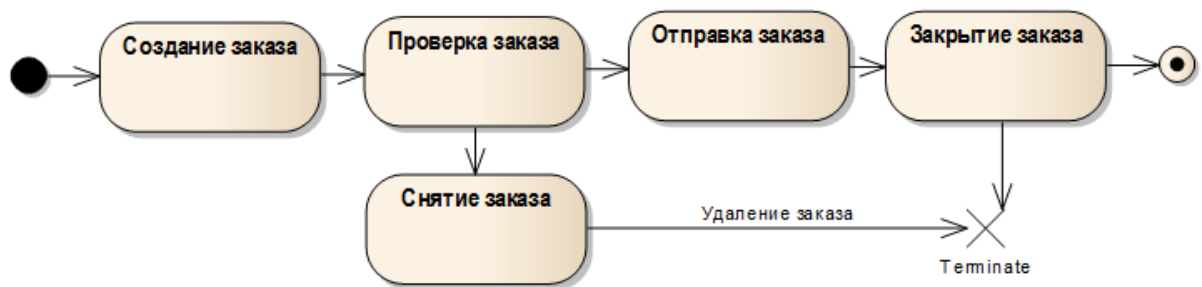 Создание заказа
Проверка заказа
Отправка заказа
Закрытие заказа
Снятие заказа
Удаление заказа
Terminate